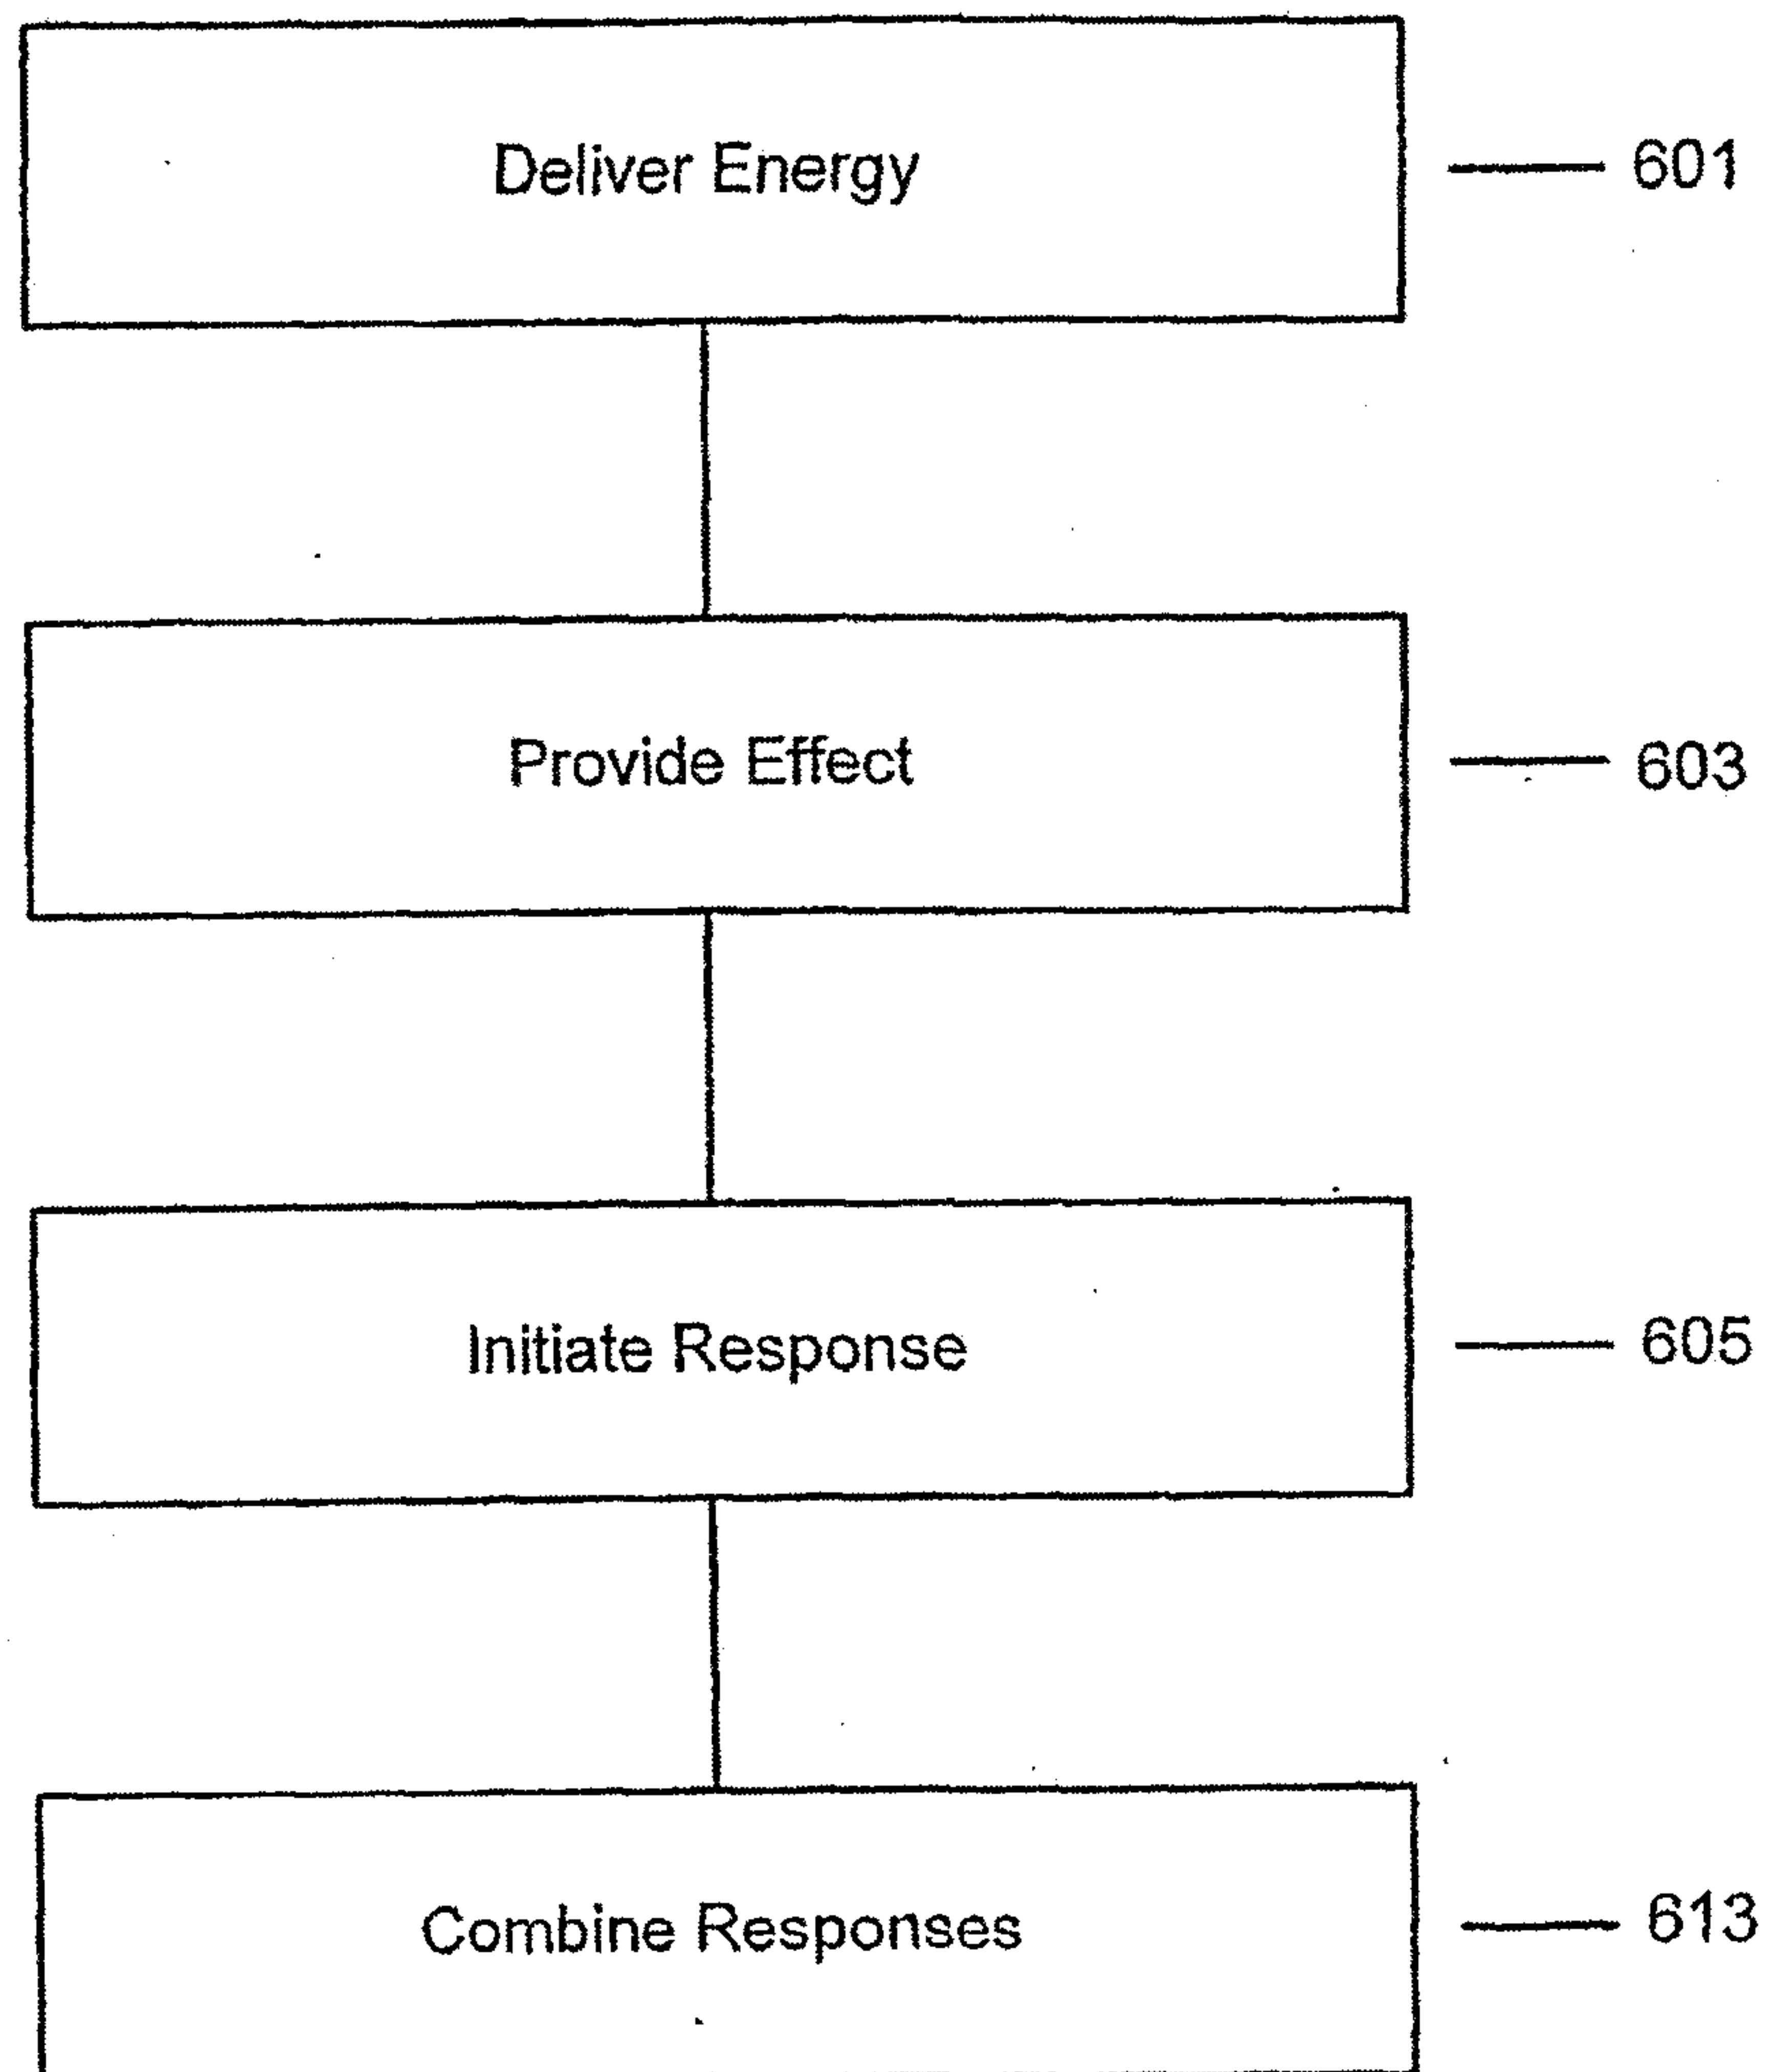 Deliver Energy 601
Provide Effect 603
Initiate Response 605
Combine Responses 613